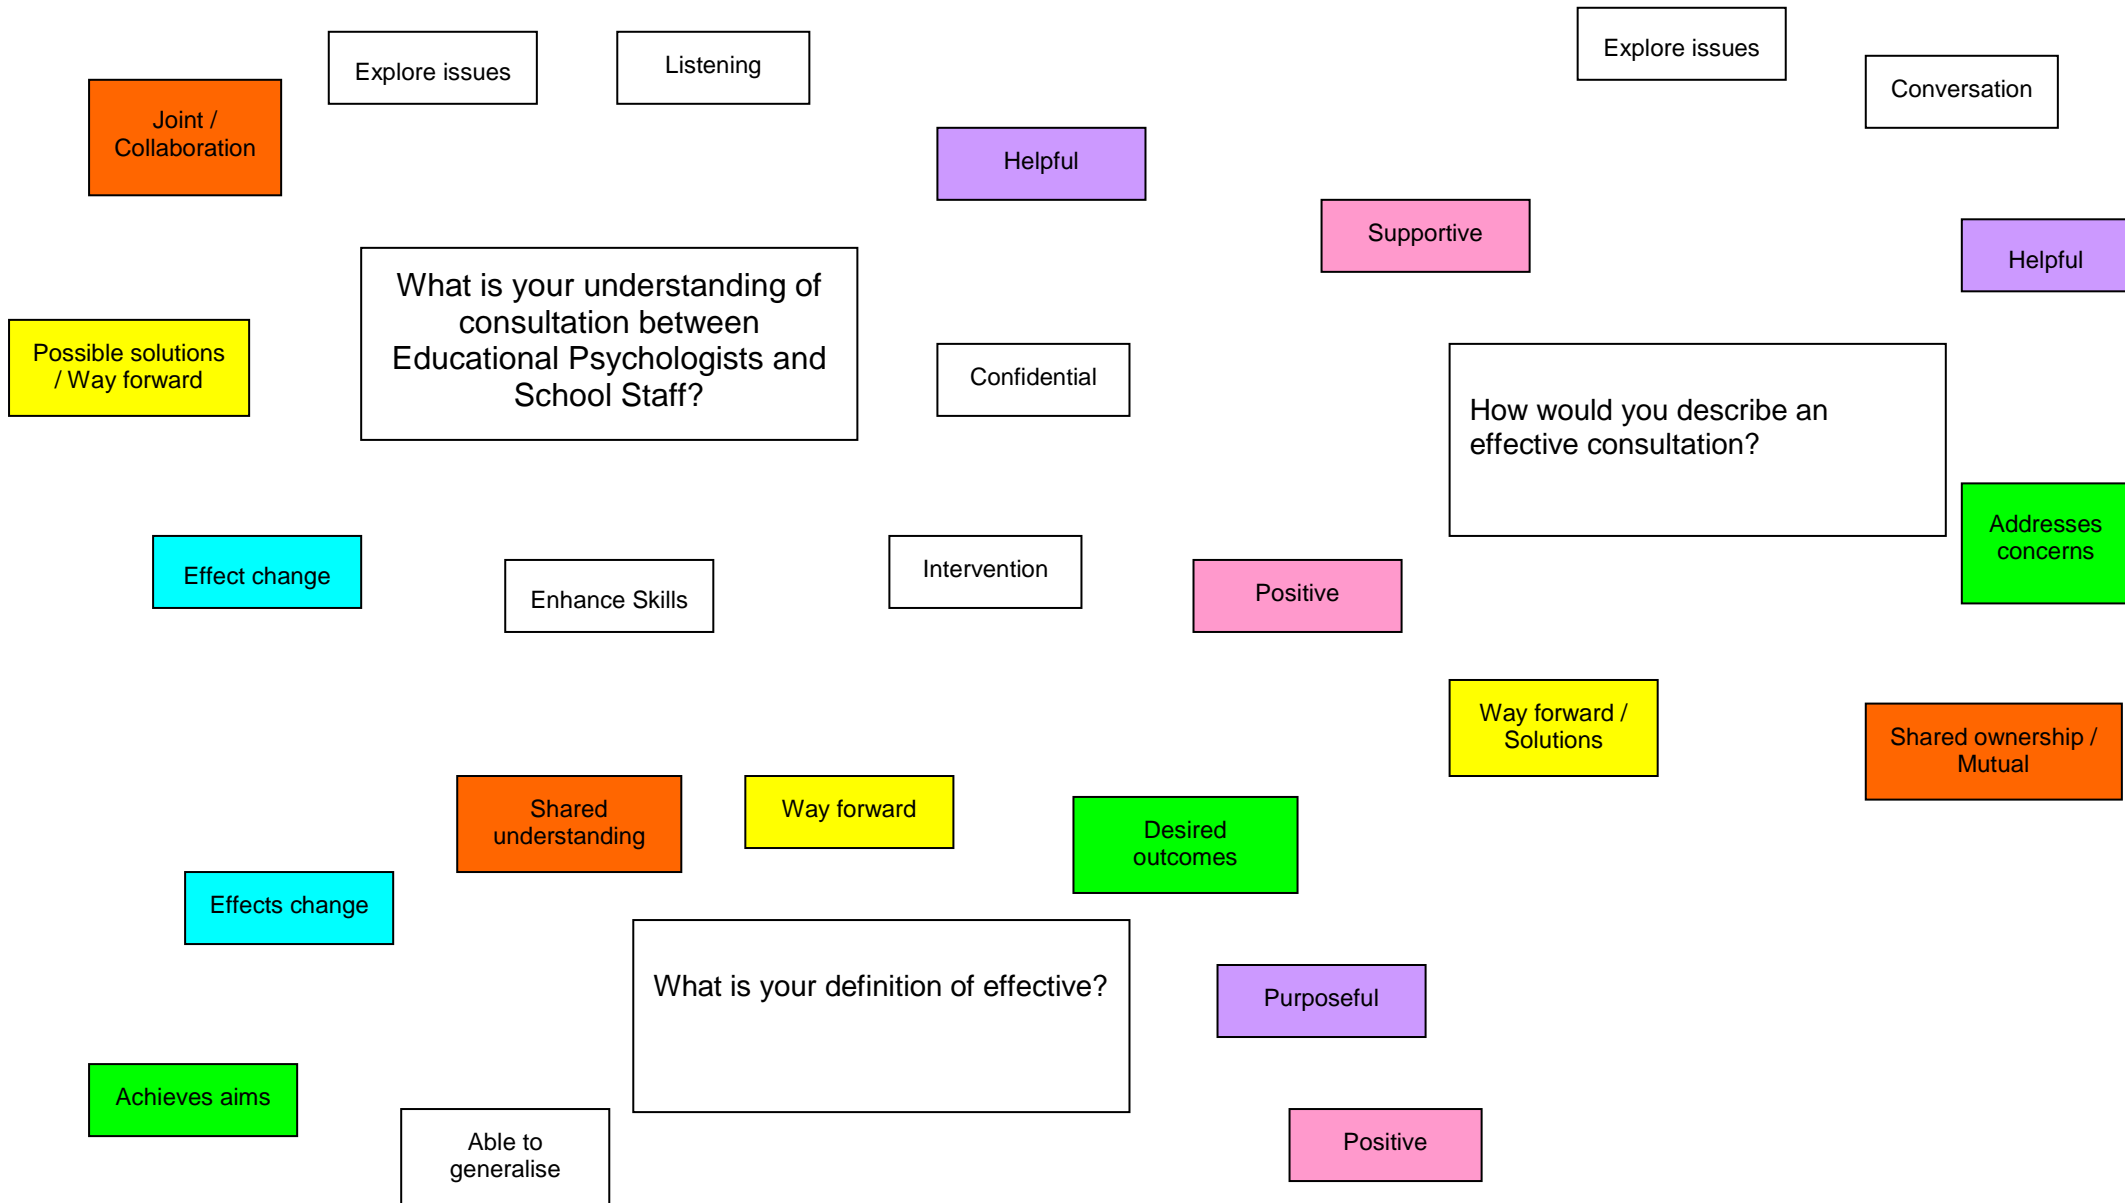 Explore issues
Listening
Explore issues
Conversation
Joint /
Collaboration
Helpful
Supportive
Helpful
What is your understanding of
consultation between
Educational Psychologists and
School Staff?
Possible solutions
/ Way forward
Confidential
How would you describe an
effective consultation?
Addresses
concerns
Effect change
Enhance Skills
Intervention
Positive
Way forward /
Solutions
Shared ownership /
Mutual
Shared
understanding
Way forward
Desired
outcomes
Effects change
What is your definition of effective?
Purposeful
Achieves aims
Able to
generalise
Positive